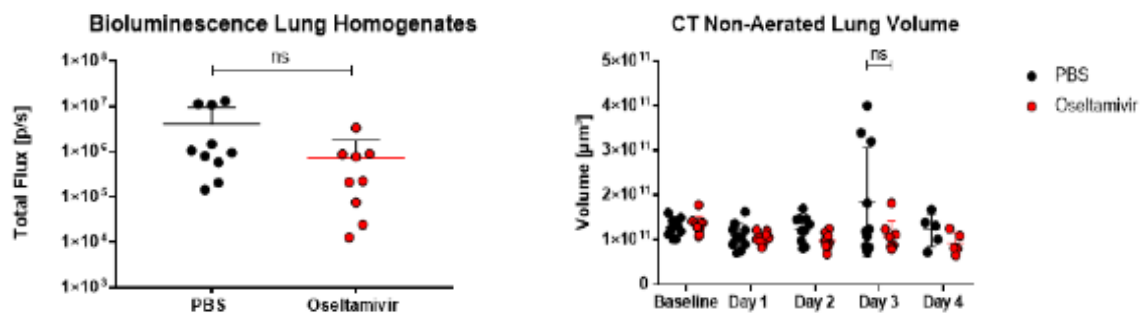 Bioluminescence Lung Homogenates
ns
1×10⁸
1×10⁷
1×10⁶
1×10⁵
1×10⁴
1×10³
Total Flux [p/s]
PBS
Oseltamivir
CT Non-Aerated Lung Volume
ns
5×10¹¹
4×10¹¹
3×10¹¹
2×10¹¹
1×10¹¹
0
Volume [µm³]
Baseline
Day 1
Day 2
Day 3
Day 4
PBS
Oseltamivir